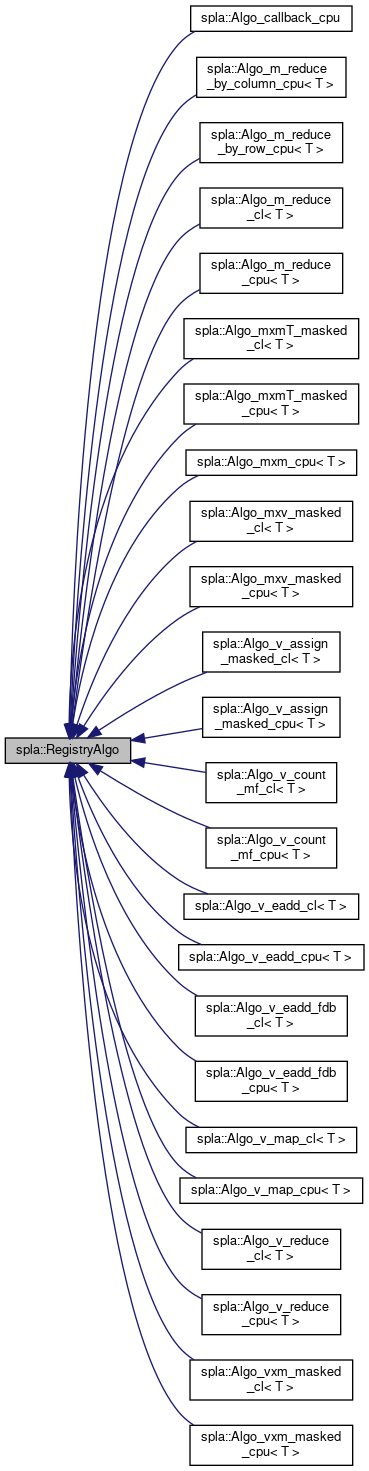 spla::Algo_callback_cpu
spla::Algo_m_reduce
_by_column_cpu< T >
spla::Algo_m_reduce
_by_row_cpu< T >
spla::Algo_m_reduce
_cl< T >
spla::Algo_m_reduce
_cpu< T >
spla::Algo_mxmT_masked
_cl< T >
spla::Algo_mxmT_masked
_cpu< T >
spla::Algo_mxm_cpu< T >
spla::Algo_mxv_masked
_cl< T >
spla::Algo_mxv_masked
_cpu< T >
spla::Algo_v_assign
_masked_cl< T >
spla::Algo_v_assign
_masked_cpu< T >
spla::RegistryAlgo
spla::Algo_v_count
_mf_cl< T >
spla::Algo_v_count
_mf_cpu< T >
spla::Algo_v_eadd_cl< T >
spla::Algo_v_eadd_cpu< T >
spla::Algo_v_eadd_fdb
_cl< T >
spla::Algo_v_eadd_fdb
_cpu< T >
spla::Algo_v_map_cl< T >
spla::Algo_v_map_cpu< T >
spla::Algo_v_reduce
_cl< T >
spla::Algo_v_reduce
_cpu< T >
spla::Algo_vxm_masked
_cl< T >
spla::Algo_vxm_masked
_cpu< T >